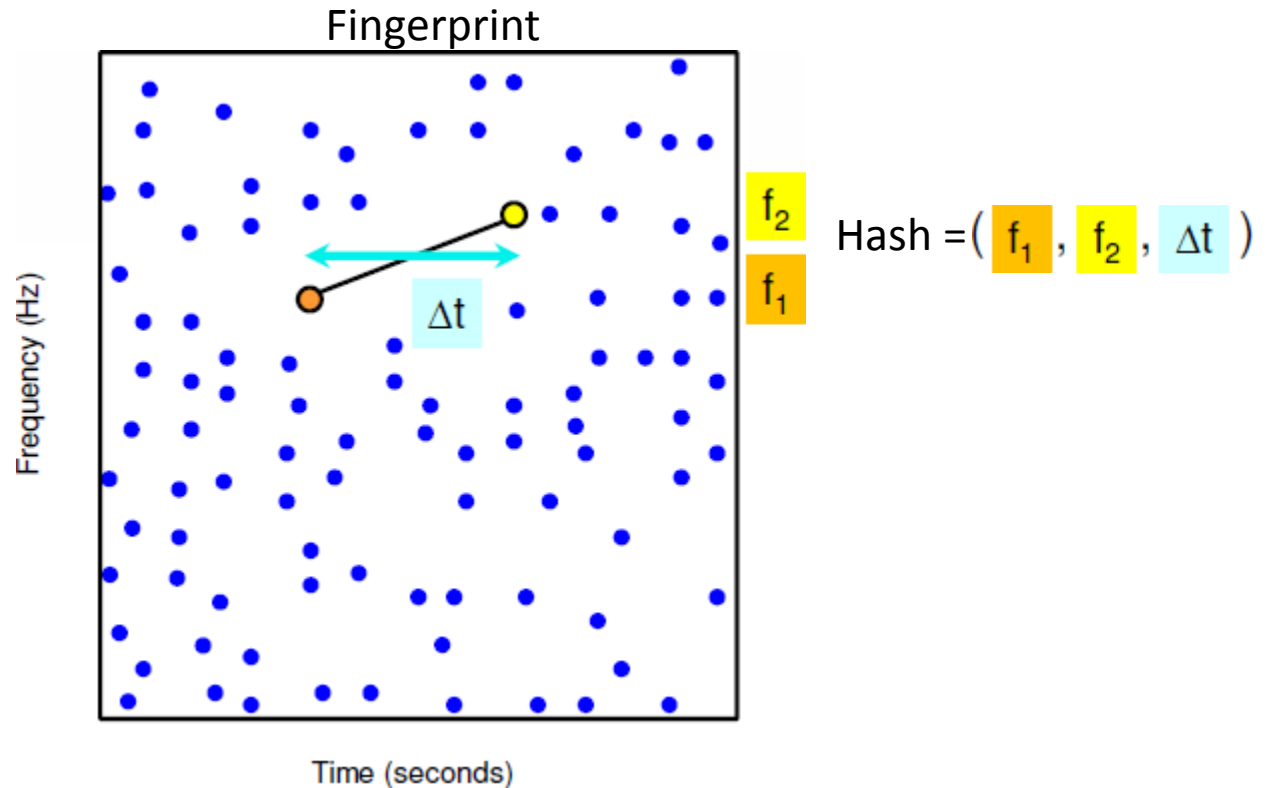 Fingerprint
Frequency (Hz)
f₂
f₁
Δt
Hash =( f₁ , f₂ , Δt )
Time (seconds)